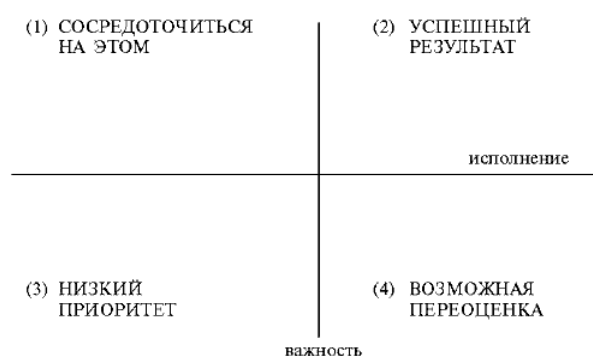 (1) СОСРЕДОТОЧИТЬСЯ
НА ЭТОМ
(2) УСПЕШНЫЙ
РЕЗУЛЬТАТ
исполнение
(3) НИЗКИЙ
ПРИОРИТЕТ
(4) ВОЗМОЖНАЯ
ПЕРЕОЦЕНКА
важность